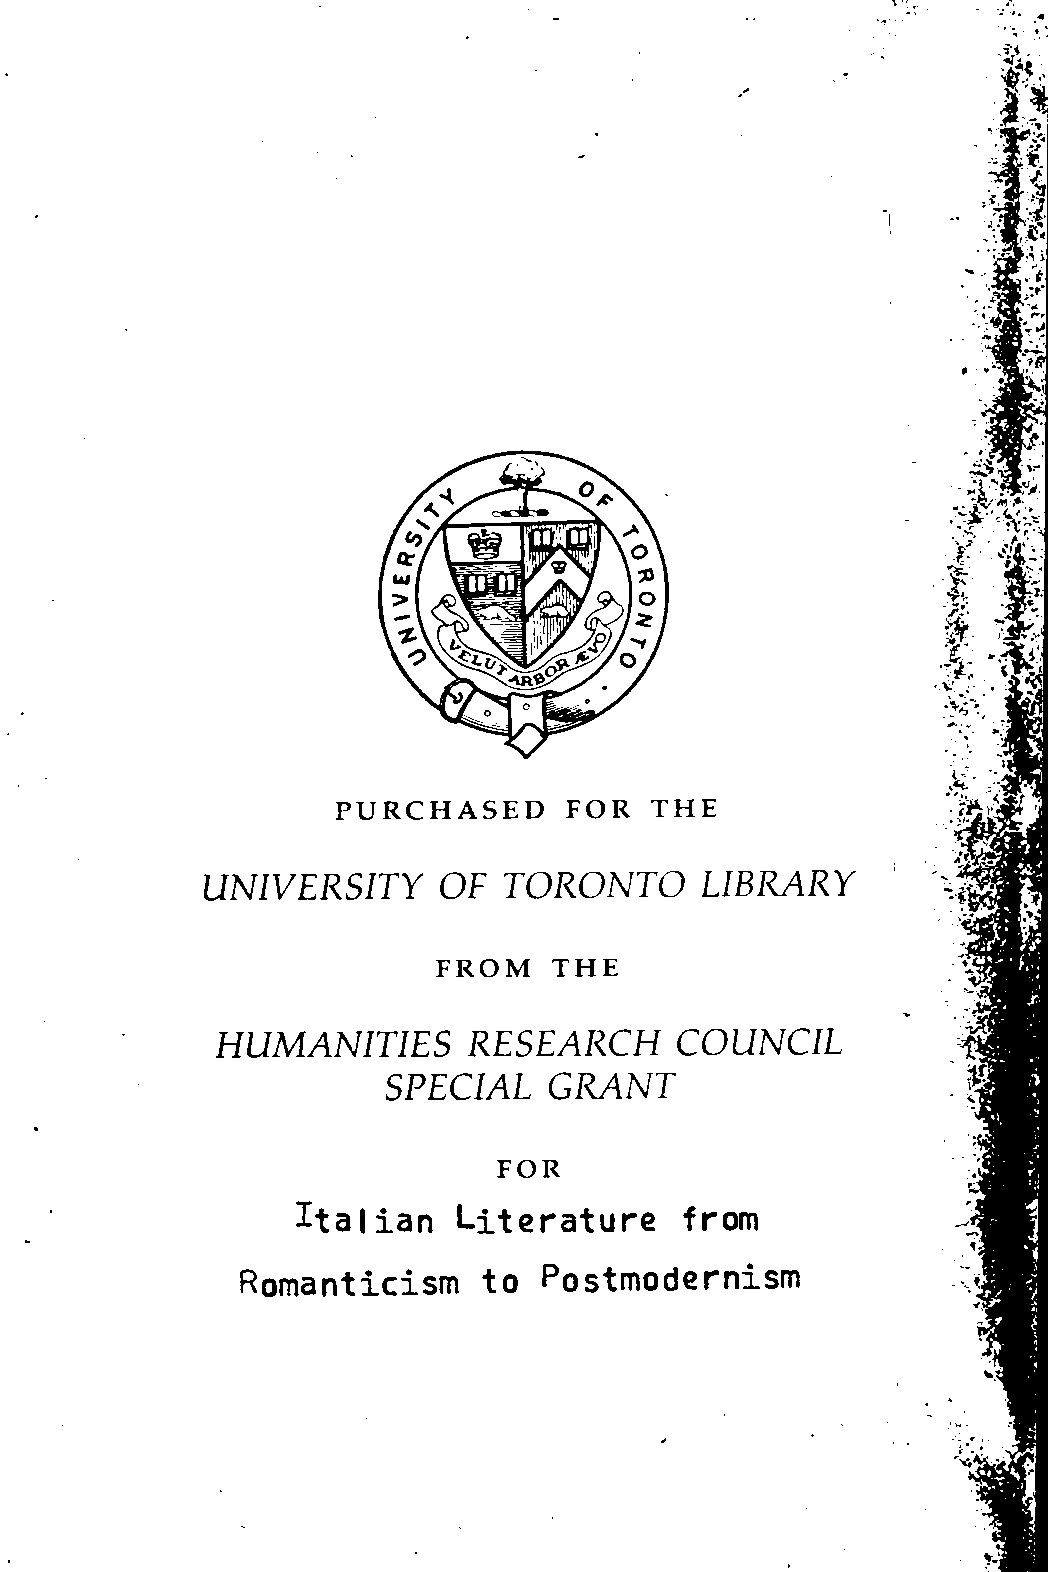 UNIVERSITY OF TORONTO
VELUT ARBOR ÆVO
PURCHASED FOR THE
UNIVERSITY OF TORONTO LIBRARY
FROM THE
HUMANITIES RESEARCH COUNCIL
SPECIAL GRANT
FOR
Italian Literature from
Romanticism to Postmodernism